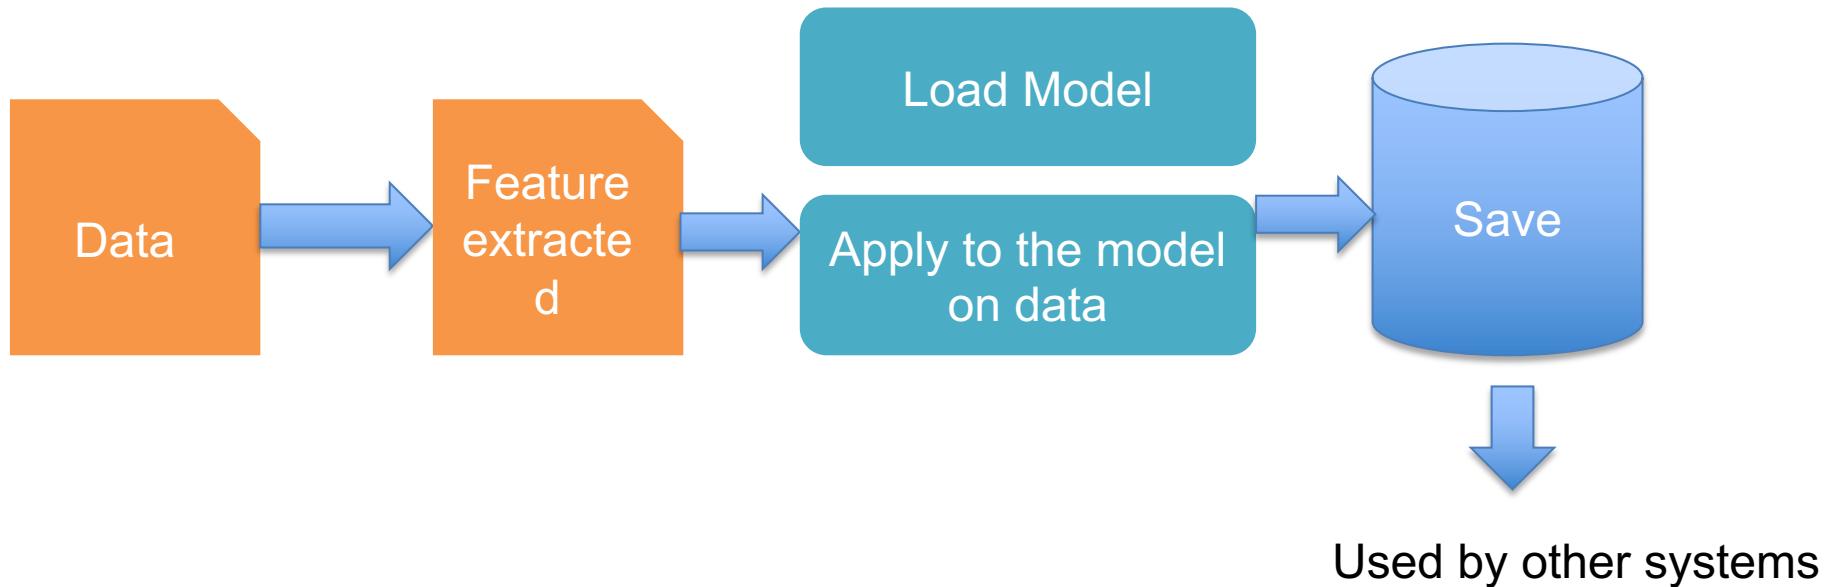 Data
Feature
extracte
d
Load Model
Apply to the model
on data
Save
Used by other systems